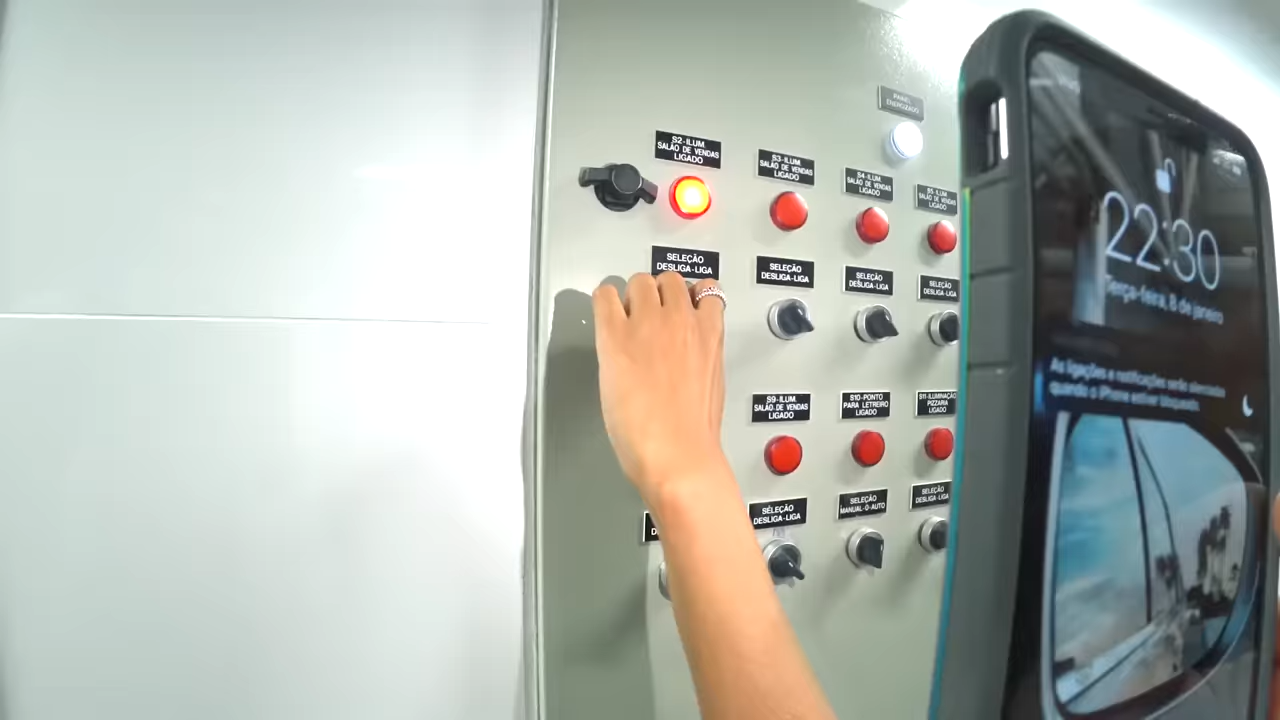 PAINEL
ENERGIZADO
S2-ILUM.
SALÃO DE VENDAS
LIGADO
S3-ILUM.
SALÃO DE VENDAS
LIGADO
S4-ILUM.
SALÃO DE VENDAS
LIGADO
S5-ILUM.
SALÃO DE VENDAS
LIGADO
SELEÇÃO
DESLIGA-LIGA
SELEÇÃO
DESLIGA-LIGA
SELEÇÃO
DESLIGA-LIGA
SELEÇÃO
DESLIGA-LIGA
S9-ILUM.
SALÃO DE VENDAS
LIGADO
S10-PONTO
PARA LETREIRO
LIGADO
S11-ILUMINAÇÃO
PIZZARIA
LIGADO
SELEÇÃO
DESLIGA-LIGA
SELEÇÃO
MANUAL-0-AUTO
SELEÇÃO
DESLIGA-LIGA
22:30
Terça-feira, 8 de janeiro
As ligações e notificações serão silenciadas
quando o iPhone estiver bloqueado.